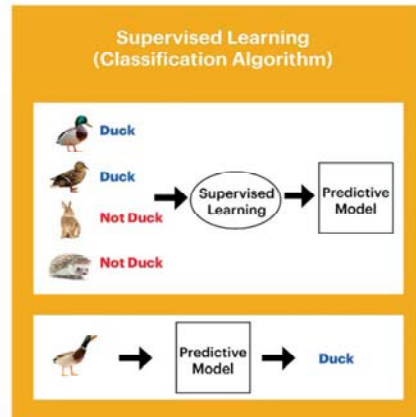 Supervised Learning
(Classification Algorithm)
Duck
Duck
Not Duck
Not Duck
Supervised
Learning
Predictive
Model
Predictive
Model
Duck